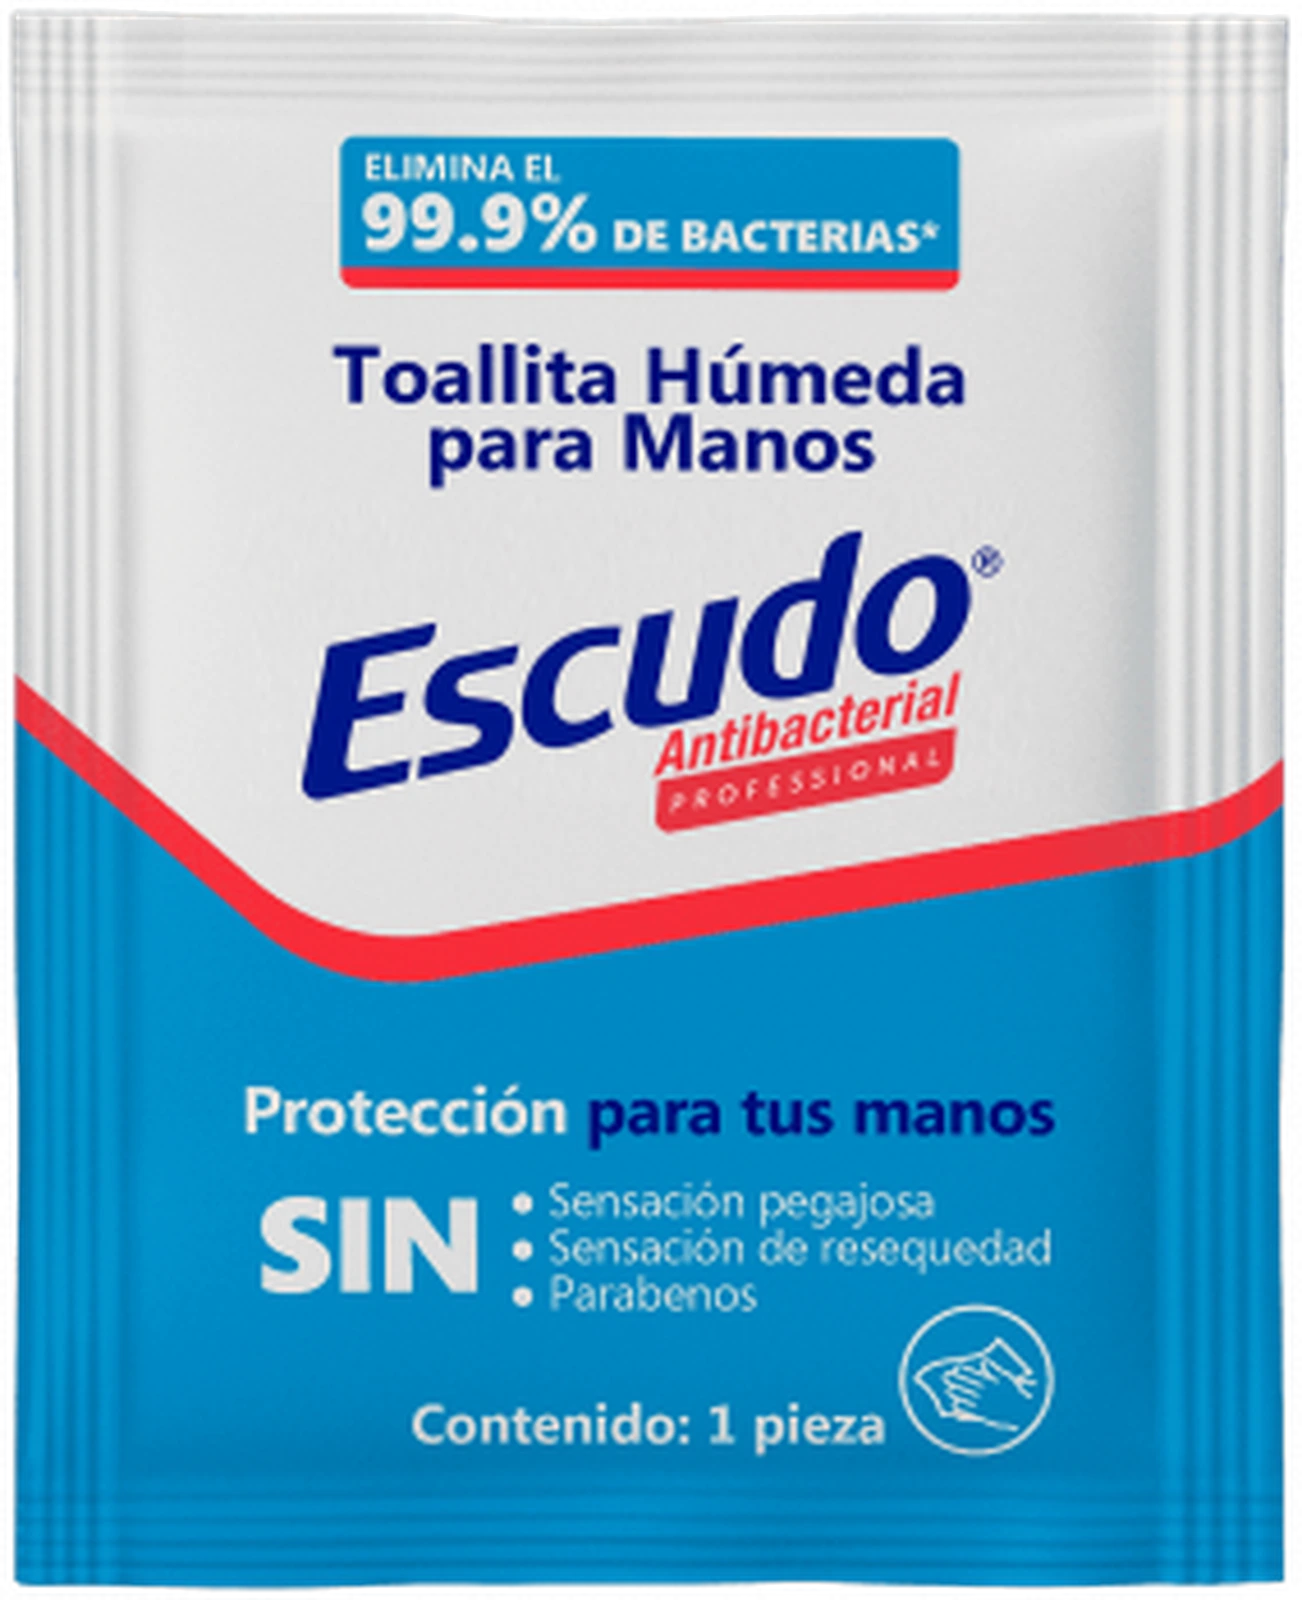 ELIMINA EL
99.9% DE BACTERIAS*
Toallita Húmeda
para Manos
Escudo®
Antibacterial
PROFESSIONAL
Protección para tus manos
SIN
• Sensación pegajosa
• Sensación de resequedad
• Parabenos
Contenido: 1 pieza